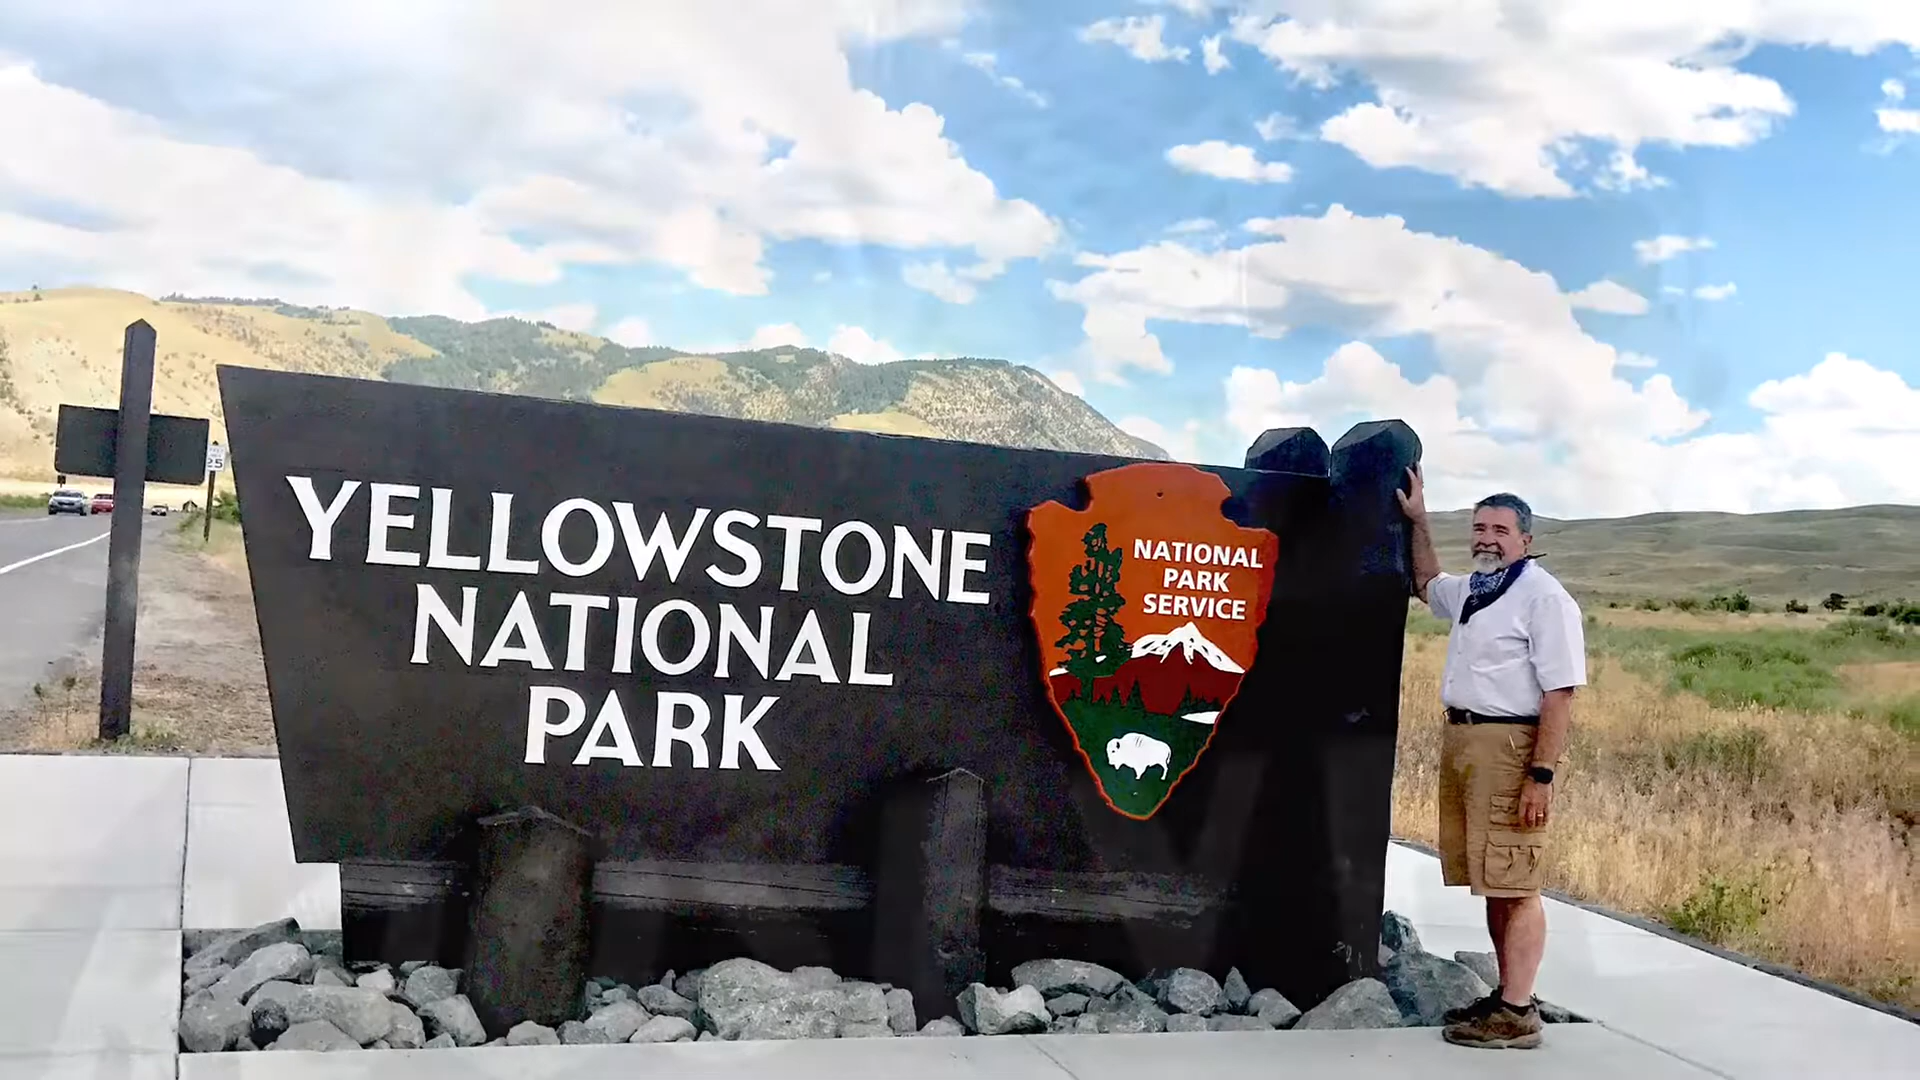 YELLOWSTONE
NATIONAL
PARK
NATIONAL
PARK
SERVICE
25